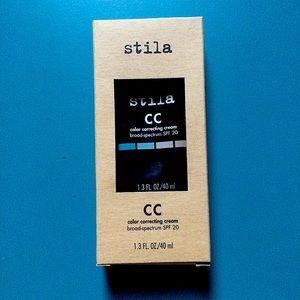 stila
stila
CC
color correcting cream
broad-spectrum SPF 20
1.3 FL. OZ/40 ml
CC
color correcting cream
broad-spectrum SPF 20
1.3 FL. OZ/40 ml